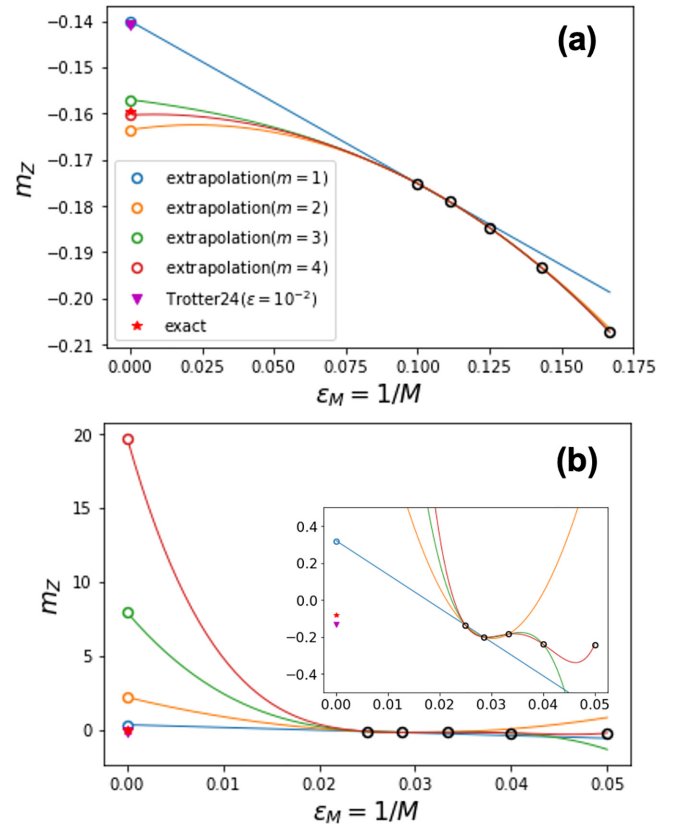 (a)
−0.14
−0.15
−0.16
−0.17
−0.18
−0.19
−0.20
−0.21
m_Z
extrapolation(m = 1)
extrapolation(m = 2)
extrapolation(m = 3)
extrapolation(m = 4)
Trotter24(ε = 10⁻²)
exact
0.000 0.025 0.050 0.075 0.100 0.125 0.150 0.175
ε_M = 1/M
(b)
20
15
10
5
0
m_Z
0.4
0.2
0.0
−0.2
−0.4
0.00 0.01 0.02 0.03 0.04 0.05
0.00 0.01 0.02 0.03 0.04 0.05
ε_M = 1/M